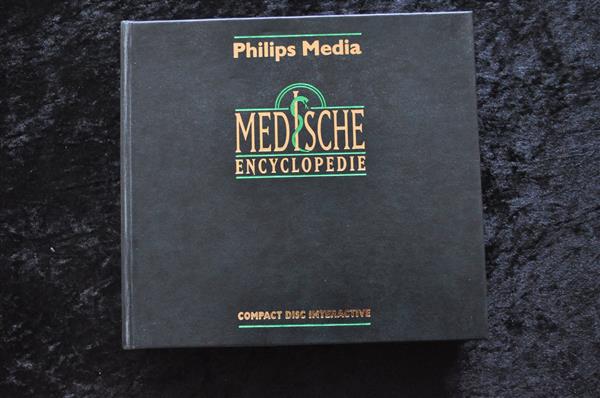 Philips Media
MEDISCHE
ENCYCLOPEDIE
COMPACT DISC INTERACTIVE